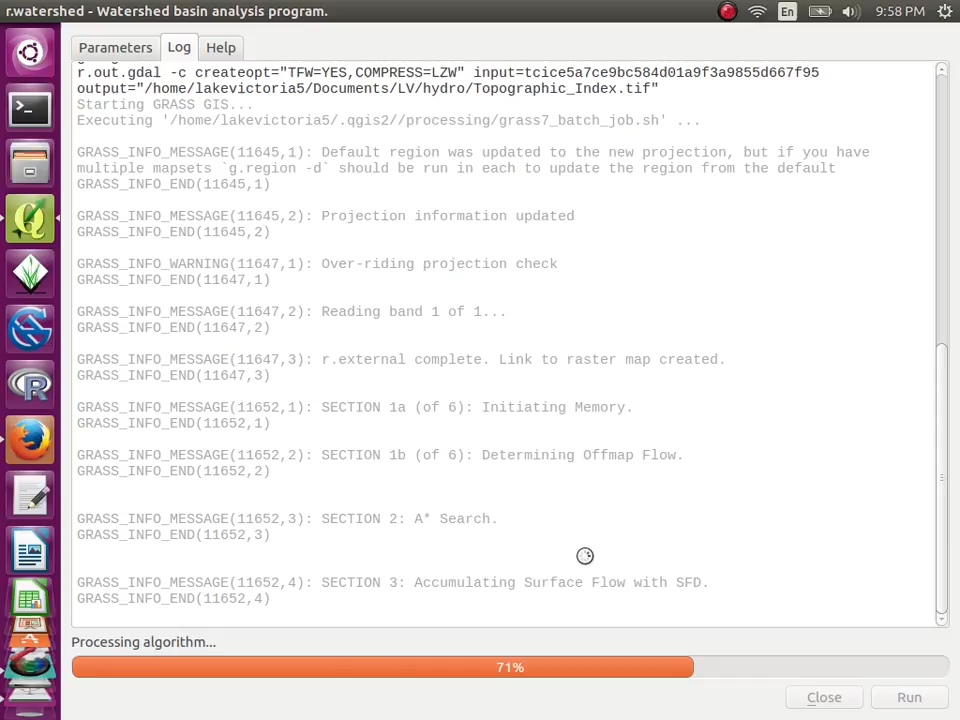 r.watershed - Watershed basin analysis program.
En
9:58 PM
Parameters
Log
Help
r.out.gdal -c createopt="TFW=YES,COMPRESS=LZW" input=tcice5a7ce9bc584d01a9f3a9855d667f95
output="/home/lakevictoria5/Documents/LV/hydro/Topographic_Index.tif"
Starting GRASS GIS...
Executing '/home/lakevictoria5/.qgis2//processing/grass7_batch_job.sh' ...
GRASS_INFO_MESSAGE(11645,1): Default region was updated to the new projection, but if you have
multiple mapsets `g.region -d` should be run in each to update the region from the default
GRASS_INFO_END(11645,1)
GRASS_INFO_MESSAGE(11645,2): Projection information updated
GRASS_INFO_END(11645,2)
GRASS_INFO_WARNING(11647,1): Over-riding projection check
GRASS_INFO_END(11647,1)
GRASS_INFO_MESSAGE(11647,2): Reading band 1 of 1...
GRASS_INFO_END(11647,2)
GRASS_INFO_MESSAGE(11647,3): r.external complete. Link to raster map created.
GRASS_INFO_END(11647,3)
GRASS_INFO_MESSAGE(11652,1): SECTION 1a (of 6): Initiating Memory.
GRASS_INFO_END(11652,1)
GRASS_INFO_MESSAGE(11652,2): SECTION 1b (of 6): Determining Offmap Flow.
GRASS_INFO_END(11652,2)
GRASS_INFO_MESSAGE(11652,3): SECTION 2: A* Search.
GRASS_INFO_END(11652,3)
GRASS_INFO_MESSAGE(11652,4): SECTION 3: Accumulating Surface Flow with SFD.
GRASS_INFO_END(11652,4)
Processing algorithm...
71%
Close
Run